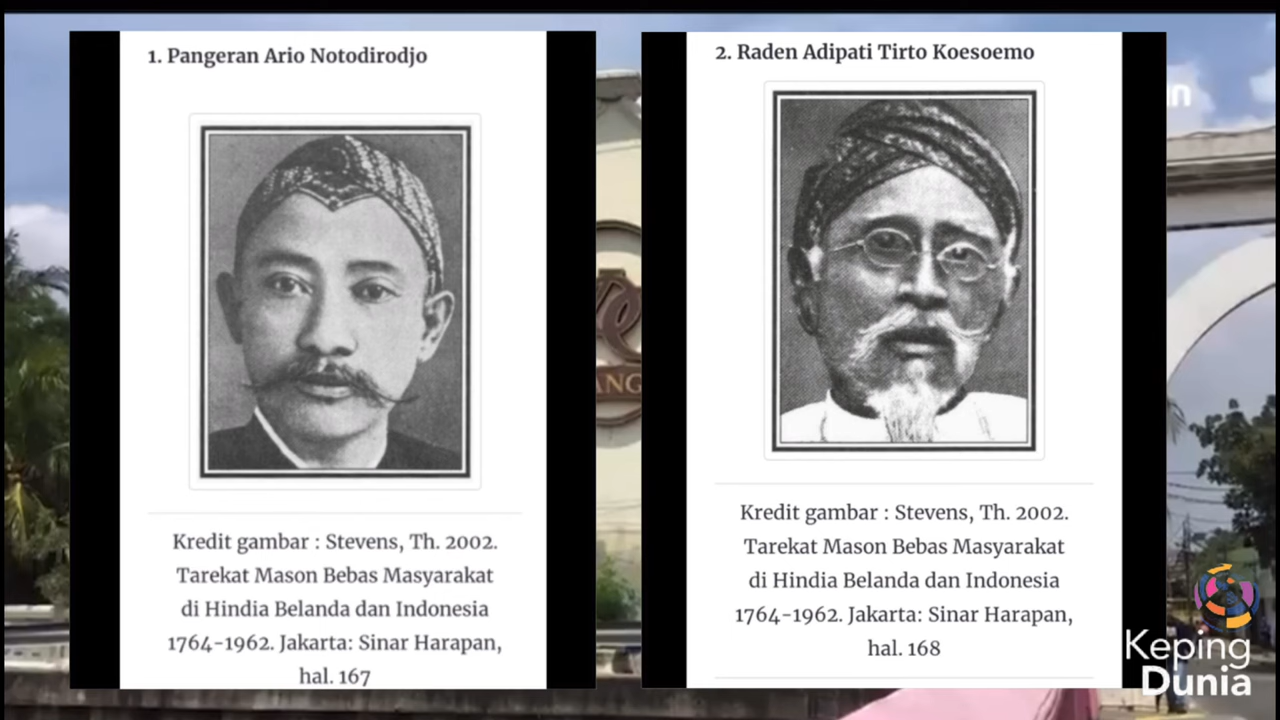 1. Pangeran Ario Notodirodjo
Kredit gambar : Stevens, Th. 2002.
Tarekat Mason Bebas Masyarakat
di Hindia Belanda dan Indonesia
1764-1962. Jakarta: Sinar Harapan,
hal. 167
2. Raden Adipati Tirto Koesoemo
Kredit gambar : Stevens, Th. 2002.
Tarekat Mason Bebas Masyarakat
di Hindia Belanda dan Indonesia
1764-1962. Jakarta: Sinar Harapan,
hal. 168
ANG
Keping
Dunia